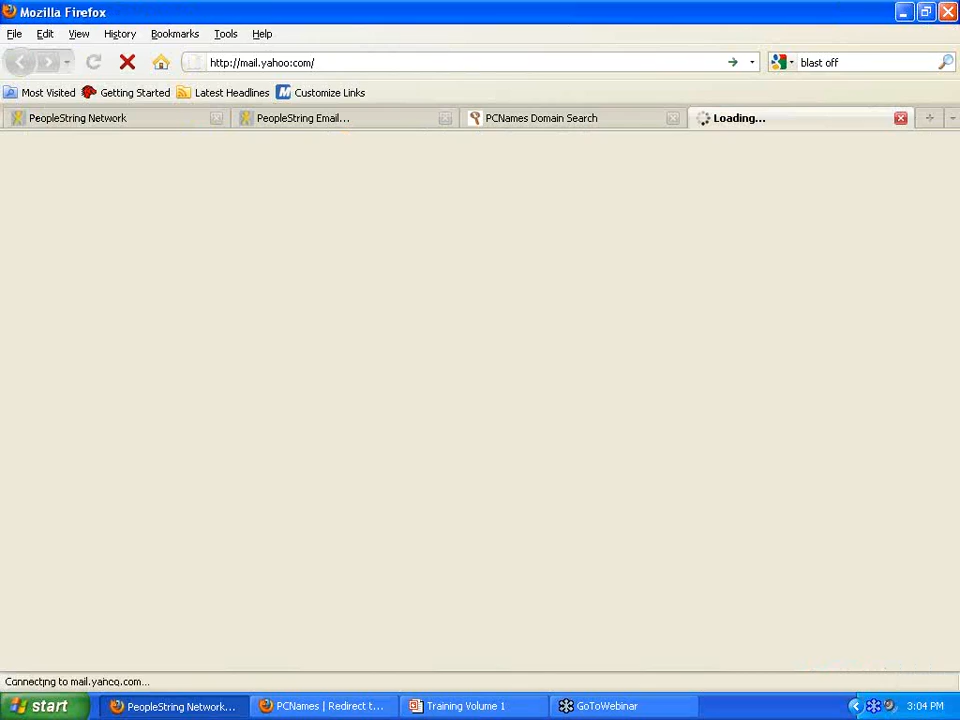 Mozilla Firefox
File Edit View History Bookmarks Tools Help
http://mail.yahoo.com/ blast off
Most Visited Getting Started Latest Headlines Customize Links
PeopleString Network PeopleString Email... PCNames Domain Search Loading...
Connecting to mail.yahoo.com...
start PeopleString Network... PCNames | Redirect t... Training Volume 1 GoToWebinar 3:04 PM